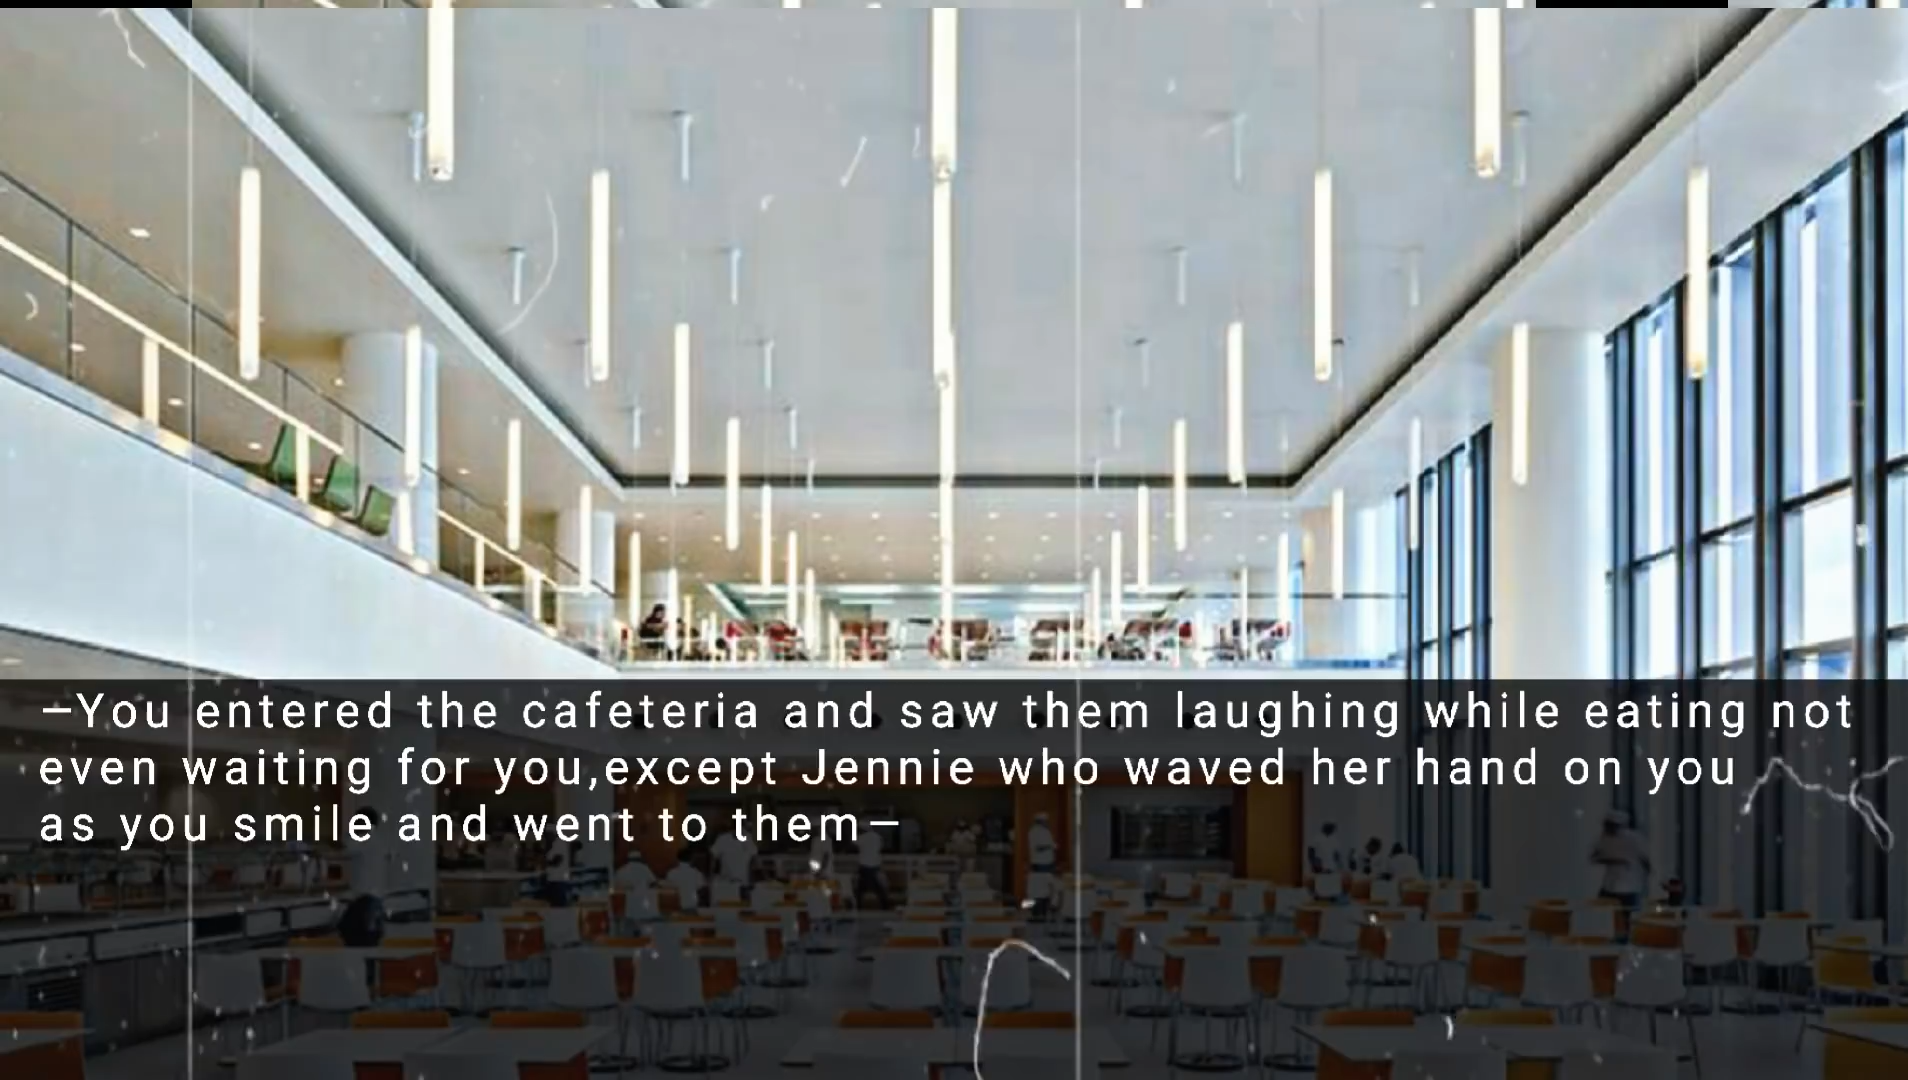 —You entered the cafeteria and saw them laughing while eating not
even waiting for you,except Jennie who waved her hand on you
as you smile and went to them—